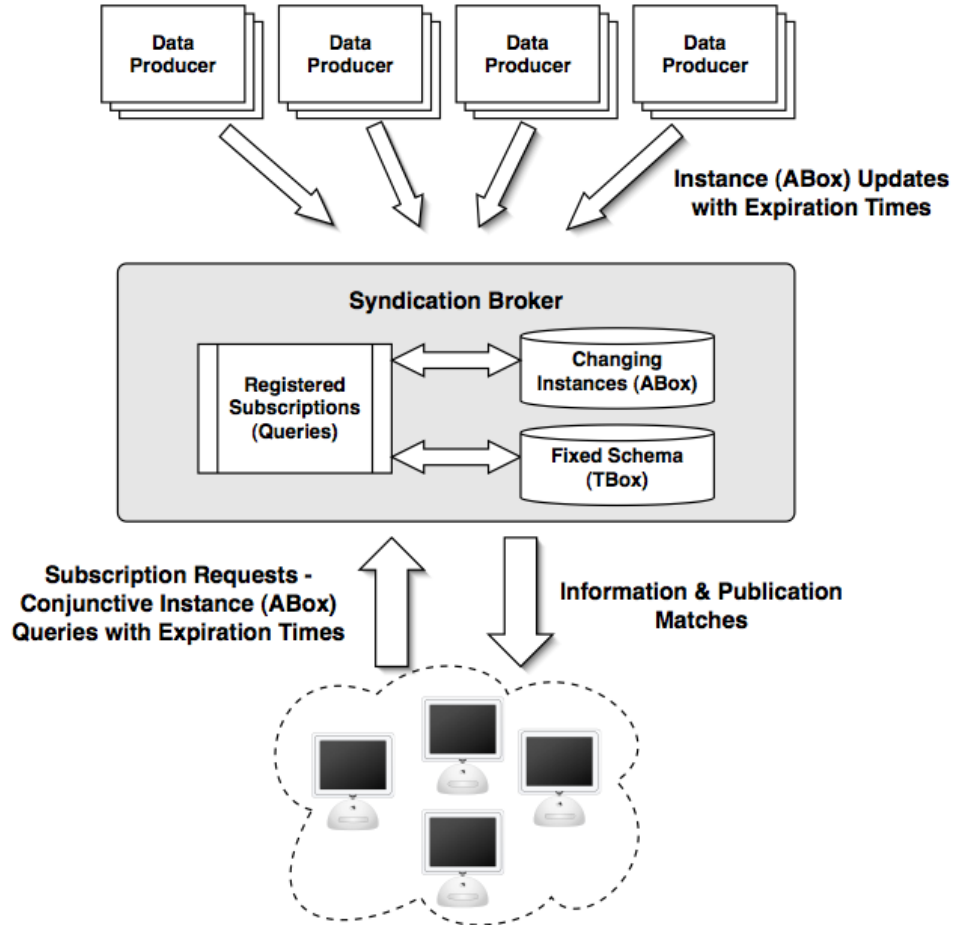 Data
Producer
Data
Producer
Data
Producer
Data
Producer
Instance (ABox) Updates
with Expiration Times
Syndication Broker
Registered
Subscriptions
(Queries)
Changing
Instances (ABox)
Fixed Schema
(TBox)
Subscription Requests -
Conjunctive Instance (ABox)
Queries with Expiration Times
Information & Publication
Matches